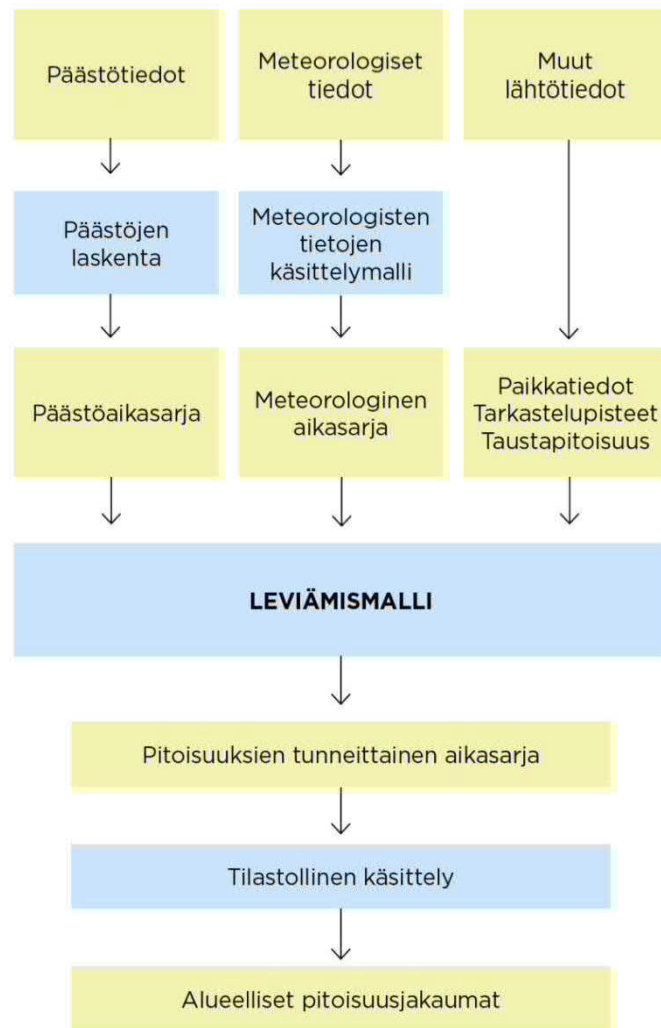 Päästötiedot
Meteorologiset
tiedot
Muut
lähtötiedot
Päästöjen
laskenta
Meteorologisten
tietojen
käsittelymalli
Päästöaikasarja
Meteorologinen
aikasarja
Paikkatiedot
Tarkastelupisteet
Taustapitoisuus
LEVIÄMISMALLI
Pitoisuuksien tunneittainen aikasarja
Tilastollinen käsittely
Alueelliset pitoisuusjakaumat